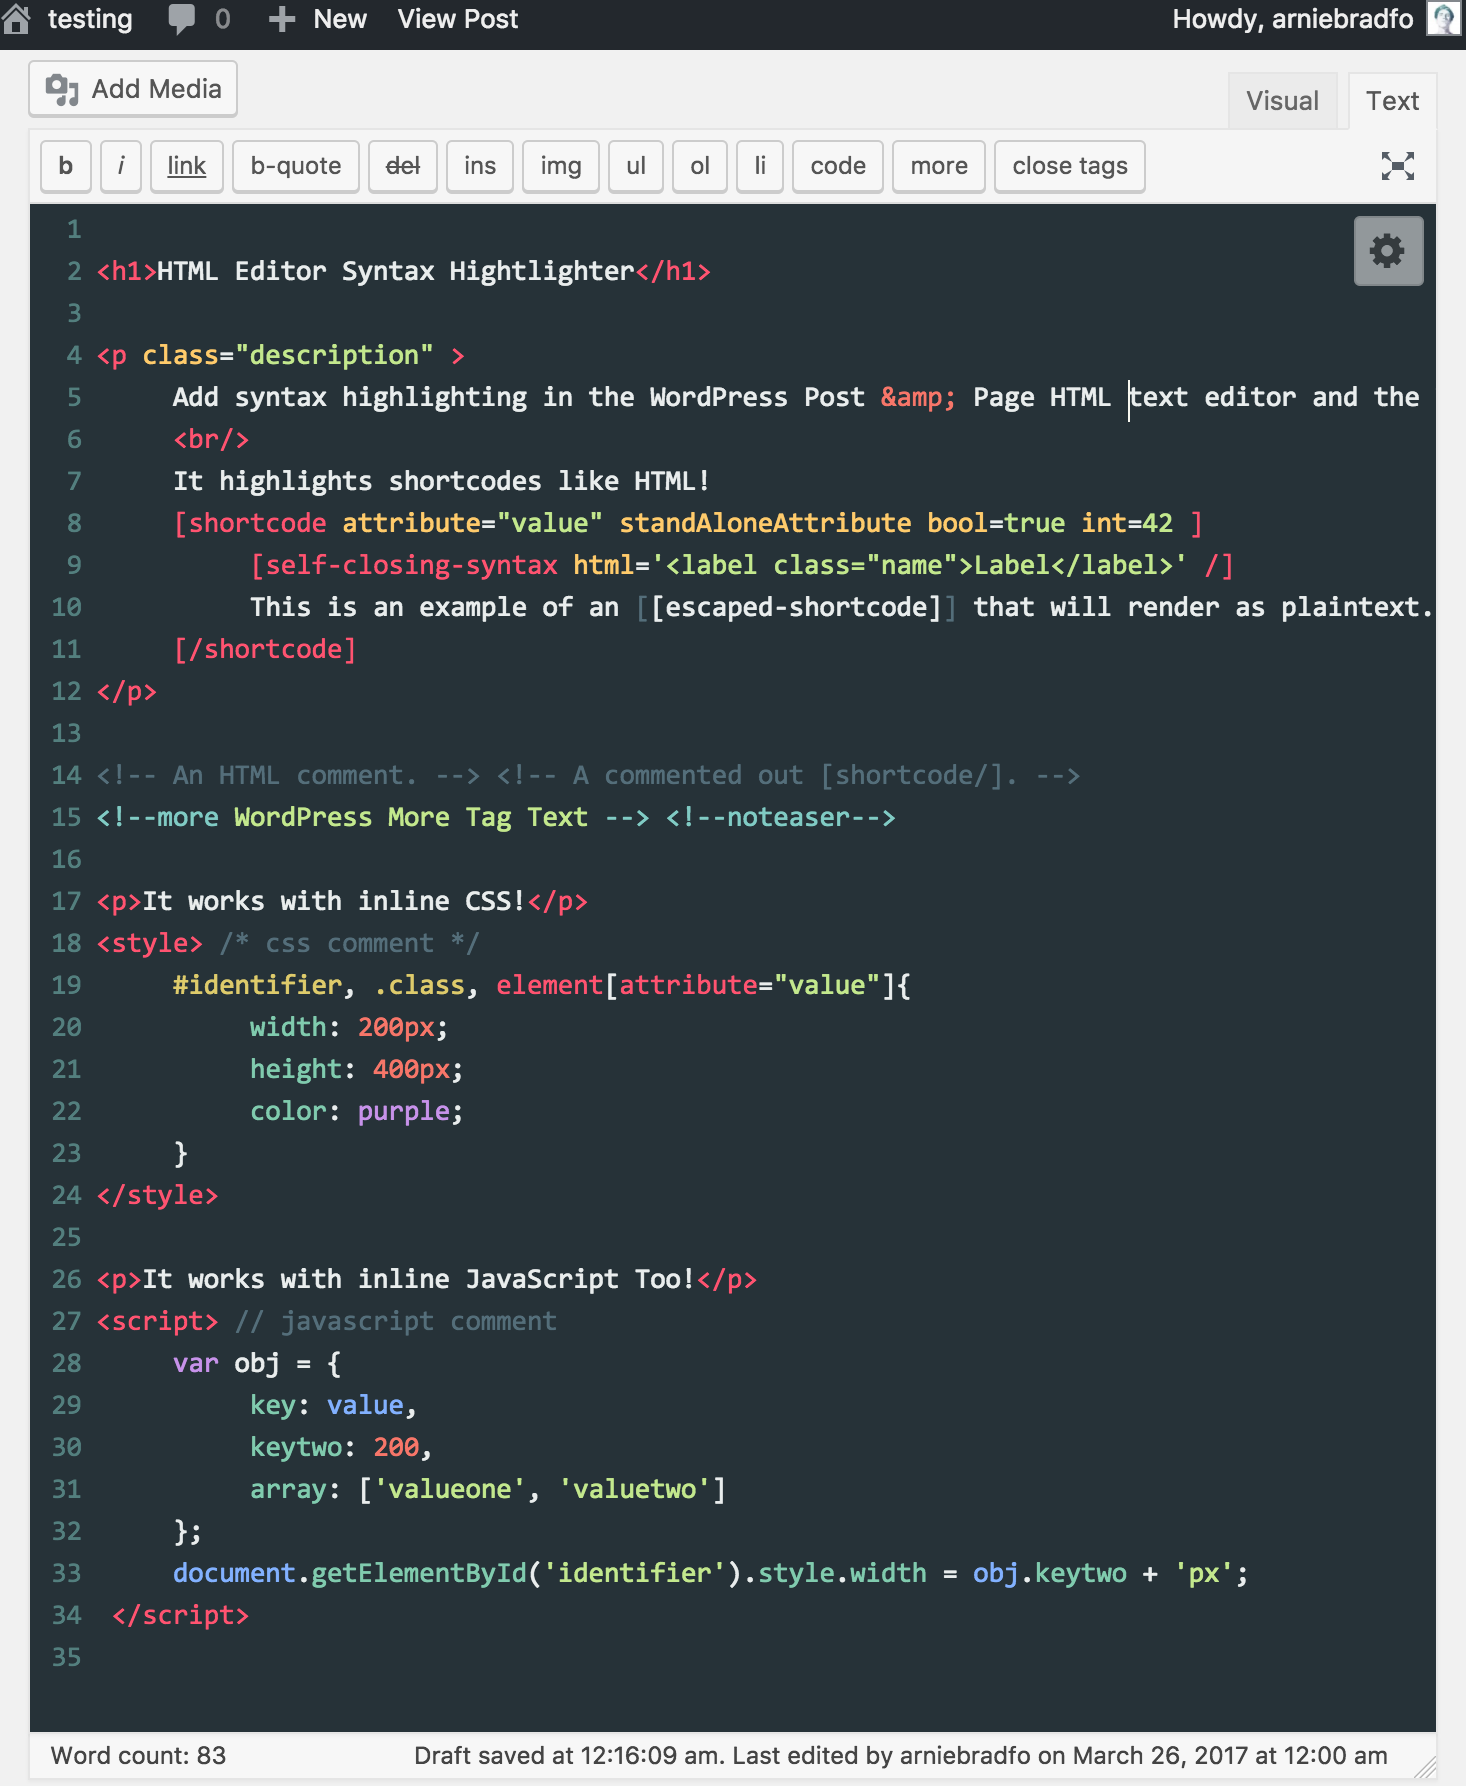 testing 0 New View Post Howdy, arniebradfo
Add Media
Visual Text
b i link b-quote del ins img ul ol li code more close tags
1
2 <h1>HTML Editor Syntax Hightlighter</h1>
3
4 <p class="description" >
5 Add syntax highlighting in the WordPress Post &amp; Page HTML text editor and the
6 <br/>
7 It highlights shortcodes like HTML!
8 [shortcode attribute="value" standAloneAttribute bool=true int=42 ]
9 [self-closing-syntax html='<label class="name">Label</label>' /]
10 This is an example of an [[escaped-shortcode]] that will render as plaintext.
11 [/shortcode]
12 </p>
13
14 <!-- An HTML comment. --> <!-- A commented out [shortcode/]. -->
15 <!--more WordPress More Tag Text --> <!--noteaser-->
16
17 <p>It works with inline CSS!</p>
18 <style> /* css comment */
19 #identifier, .class, element[attribute="value"]{
20 width: 200px;
21 height: 400px;
22 color: purple;
23 }
24 </style>
25
26 <p>It works with inline JavaScript Too!</p>
27 <script> // javascript comment
28 var obj = {
29 key: value,
30 keytwo: 200,
31 array: ['valueone', 'valuetwo']
32 };
33 document.getElementById('identifier').style.width = obj.keytwo + 'px';
34 </script>
35
Word count: 83 Draft saved at 12:16:09 am. Last edited by arniebradfo on March 26, 2017 at 12:00 am